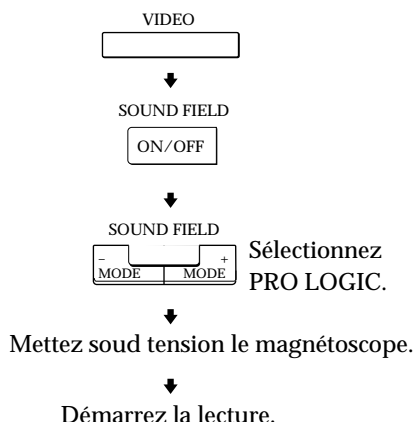 VIDEO
SOUND FIELD
ON/OFF
SOUND FIELD
– +
MODE MODE
Sélectionnez
PRO LOGIC.
Mettez soud tension le magnétoscope.
Démarrez la lecture.